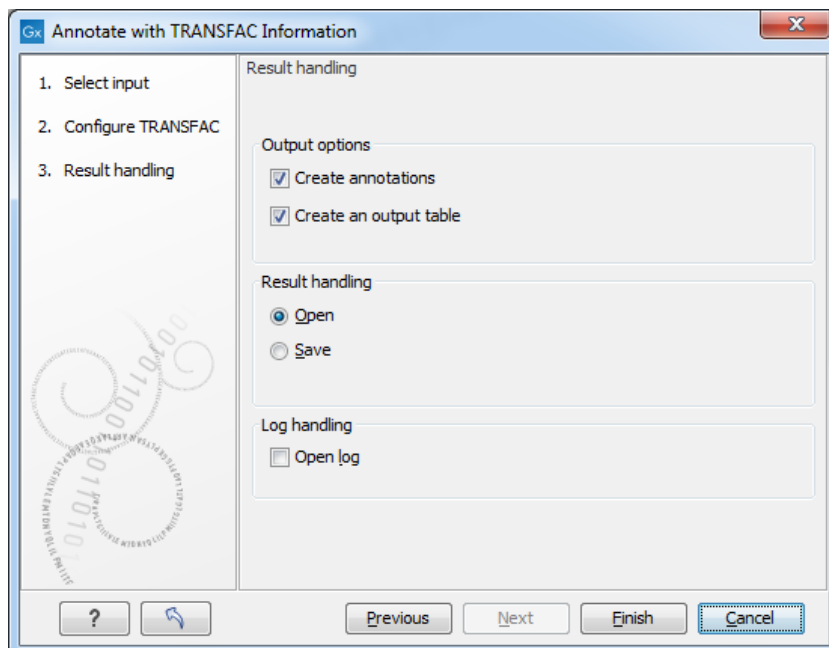 Gx Annotate with TRANSFAC Information
1. Select input
2. Configure TRANSFAC
3. Result handling
Result handling
Output options
Create annotations
Create an output table
Result handling
Open
Save
Log handling
Open log
? Previous Next Finish Cancel